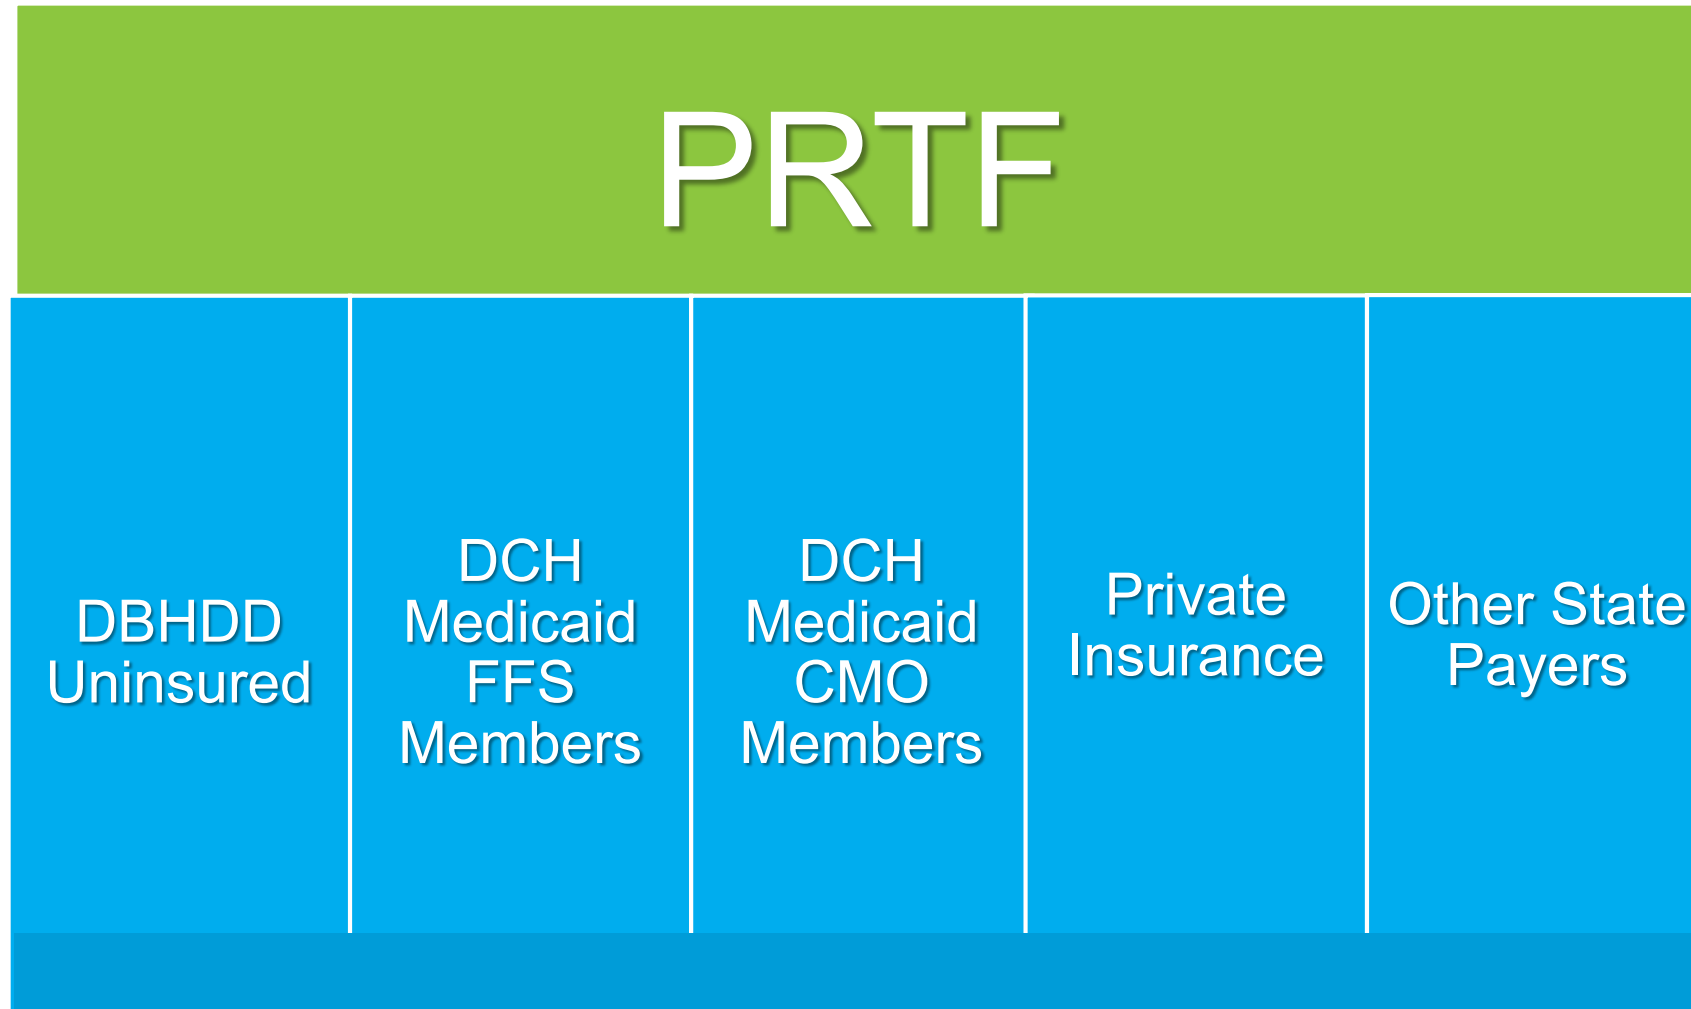 PRTF
DBHDD
Uninsured
DCH
Medicaid
FFS
Members
DCH
Medicaid
CMO
Members
Private
Insurance
Other State
Payers